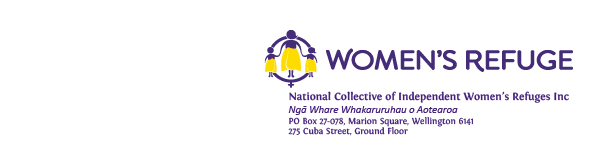 WOMEN'S REFUGE
National Collective of Independent Women's Refuges Inc
Ngā Whare Whakaruruhau o Aotearoa
PO Box 27-078, Marion Square, Wellington 6141
275 Cuba Street, Ground Floor